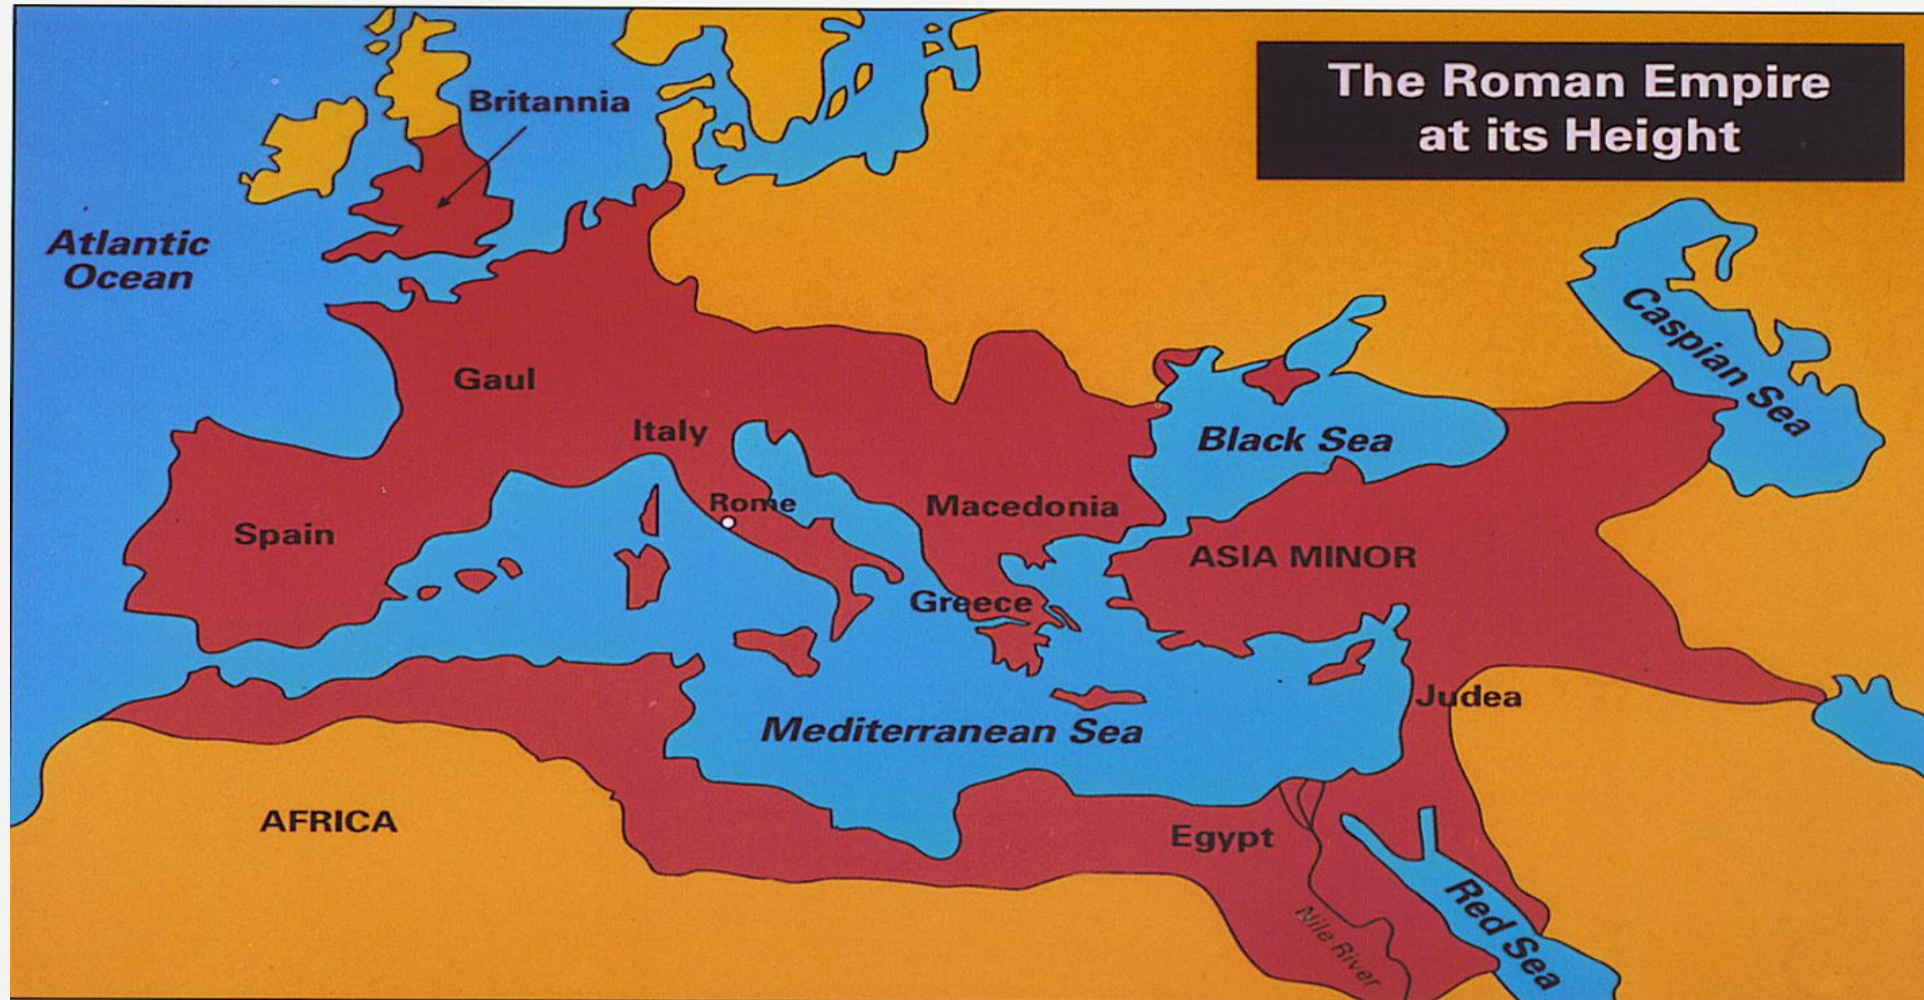 The Roman Empire
at its Height
Britannia
Atlantic
Ocean
Caspian Sea
Gaul
Italy
Black Sea
Rome
Macedonia
Spain
ASIA MINOR
Greece
Judea
Mediterranean Sea
AFRICA
Egypt
Nile River
Red Sea